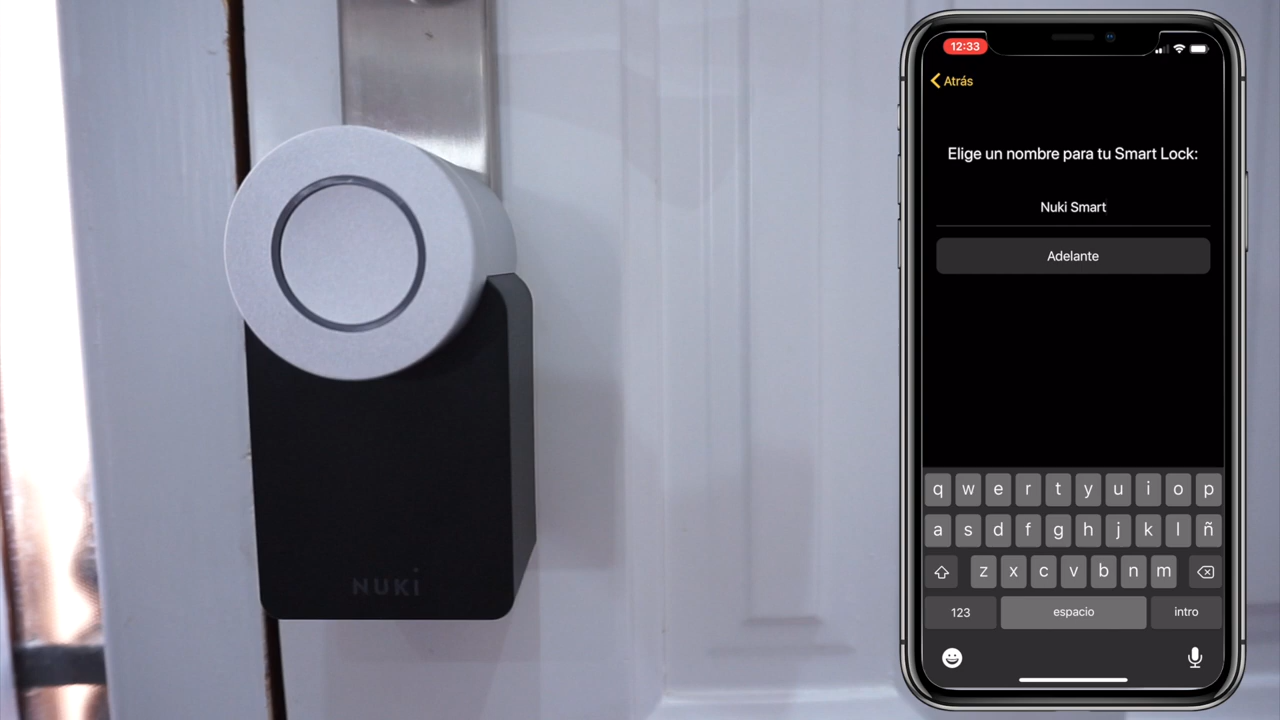 NUKi
12:33
Atrás
Elige un nombre para tu Smart Lock:
Nuki Smart
Adelante
q w e r t y u i o p
a s d f g h j k l ñ
z x c v b n m
123 espacio intro